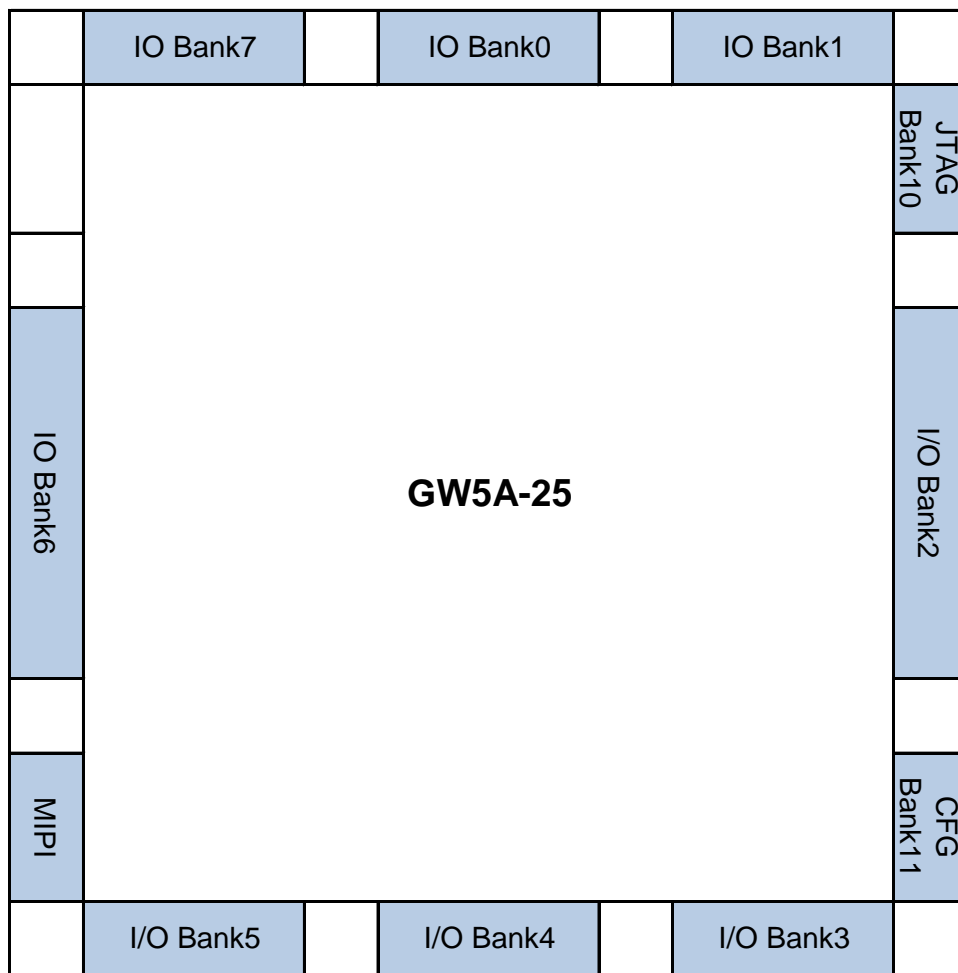 IO Bank7
IO Bank0
IO Bank1
JTAG
Bank10
IO Bank6
GW5A-25
I/O Bank2
MIPI
CFG
Bank11
I/O Bank5
I/O Bank4
I/O Bank3